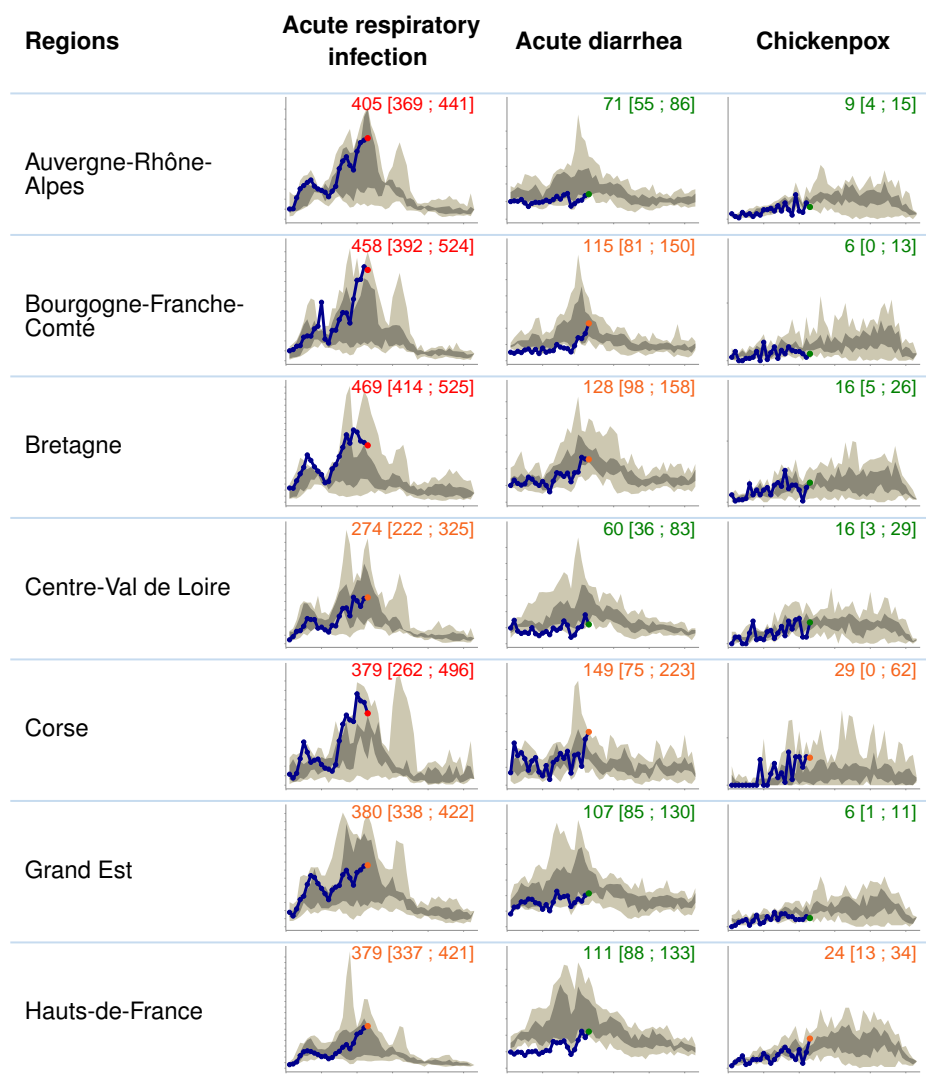 Regions
Acute respiratory
infection
Acute diarrhea
Chickenpox
405 [369 ; 441]
71 [55 ; 86]
9 [4 ; 15]
Auvergne-Rhône-
Alpes
458 [392 ; 524]
115 [81 ; 150]
6 [0 ; 13]
Bourgogne-Franche-
Comté
469 [414 ; 525]
128 [98 ; 158]
16 [5 ; 26]
Bretagne
274 [222 ; 325]
60 [36 ; 83]
16 [3 ; 29]
Centre-Val de Loire
379 [262 ; 496]
149 [75 ; 223]
29 [0 ; 62]
Corse
380 [338 ; 422]
107 [85 ; 130]
6 [1 ; 11]
Grand Est
379 [337 ; 421]
111 [88 ; 133]
24 [13 ; 34]
Hauts-de-France